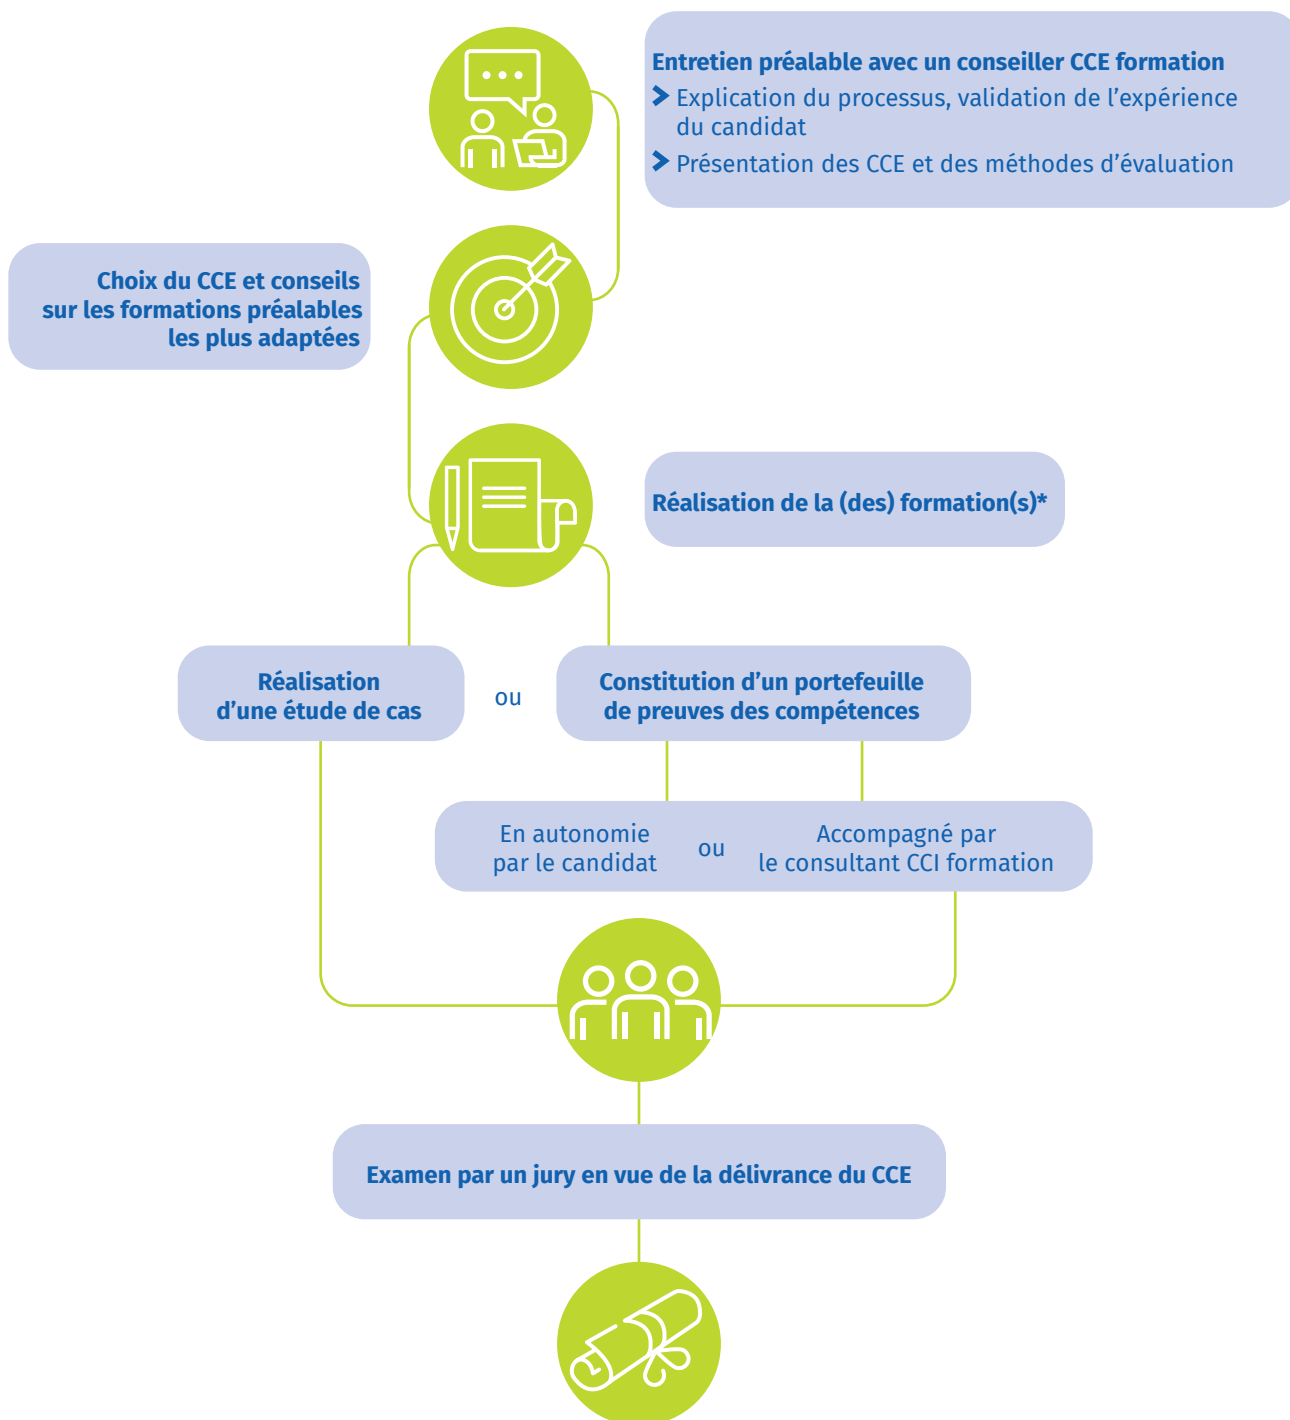 Entretien préalable avec un conseiller CCE formation
Explication du processus, validation de l’expérience
du candidat
Présentation des CCE et des méthodes d’évaluation
Choix du CCE et conseils
sur les formations préalables
les plus adaptées
Réalisation de la (des) formation(s)*
Réalisation
d’une étude de cas
ou
Constitution d’un portefeuille
de preuves des compétences
En autonomie
par le candidat
ou
Accompagné par
le consultant CCI formation
Examen par un jury en vue de la délivrance du CCE